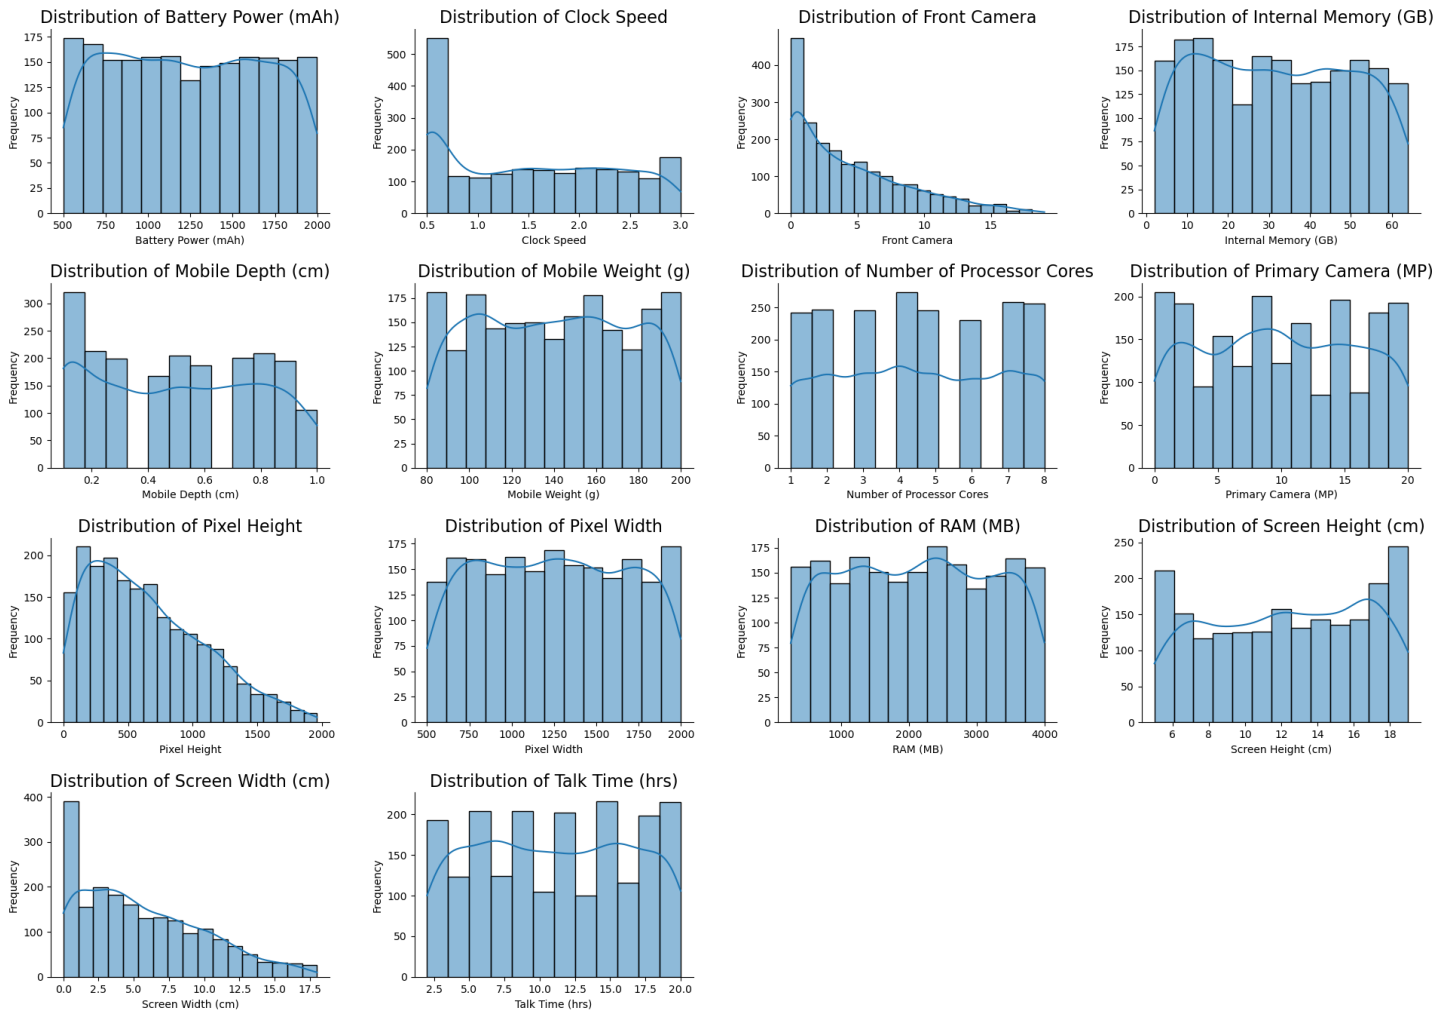 Distribution of Battery Power (mAh)
Frequency
175
150
125
100
75
50
25
0
500 750 1000 1250 1500 1750 2000
Battery Power (mAh)
Distribution of Clock Speed
Frequency
500
400
300
200
100
0
0.5 1.0 1.5 2.0 2.5 3.0
Clock Speed
Distribution of Front Camera
Frequency
400
300
200
100
0
0 5 10 15
Front Camera
Distribution of Internal Memory (GB)
Frequency
175
150
125
100
75
50
25
0
0 10 20 30 40 50 60
Internal Memory (GB)
Distribution of Mobile Depth (cm)
Frequency
300
250
200
150
100
50
0
0.2 0.4 0.6 0.8 1.0
Mobile Depth (cm)
Distribution of Mobile Weight (g)
Frequency
175
150
125
100
75
50
25
0
80 100 120 140 160 180 200
Mobile Weight (g)
Distribution of Number of Processor Cores
Frequency
250
200
150
100
50
0
1 2 3 4 5 6 7 8
Number of Processor Cores
Distribution of Primary Camera (MP)
Frequency
200
150
100
50
0
0 5 10 15 20
Primary Camera (MP)
Distribution of Pixel Height
Frequency
200
150
100
50
0
0 500 1000 1500 2000
Pixel Height
Distribution of Pixel Width
Frequency
175
150
125
100
75
50
25
0
500 750 1000 1250 1500 1750 2000
Pixel Width
Distribution of RAM (MB)
Frequency
175
150
125
100
75
50
25
0
1000 2000 3000 4000
RAM (MB)
Distribution of Screen Height (cm)
Frequency
250
200
150
100
50
0
6 8 10 12 14 16 18
Screen Height (cm)
Distribution of Screen Width (cm)
Frequency
400
300
200
100
0
0.0 2.5 5.0 7.5 10.0 12.5 15.0 17.5
Screen Width (cm)
Distribution of Talk Time (hrs)
Frequency
200
150
100
50
0
2.5 5.0 7.5 10.0 12.5 15.0 17.5 20.0
Talk Time (hrs)